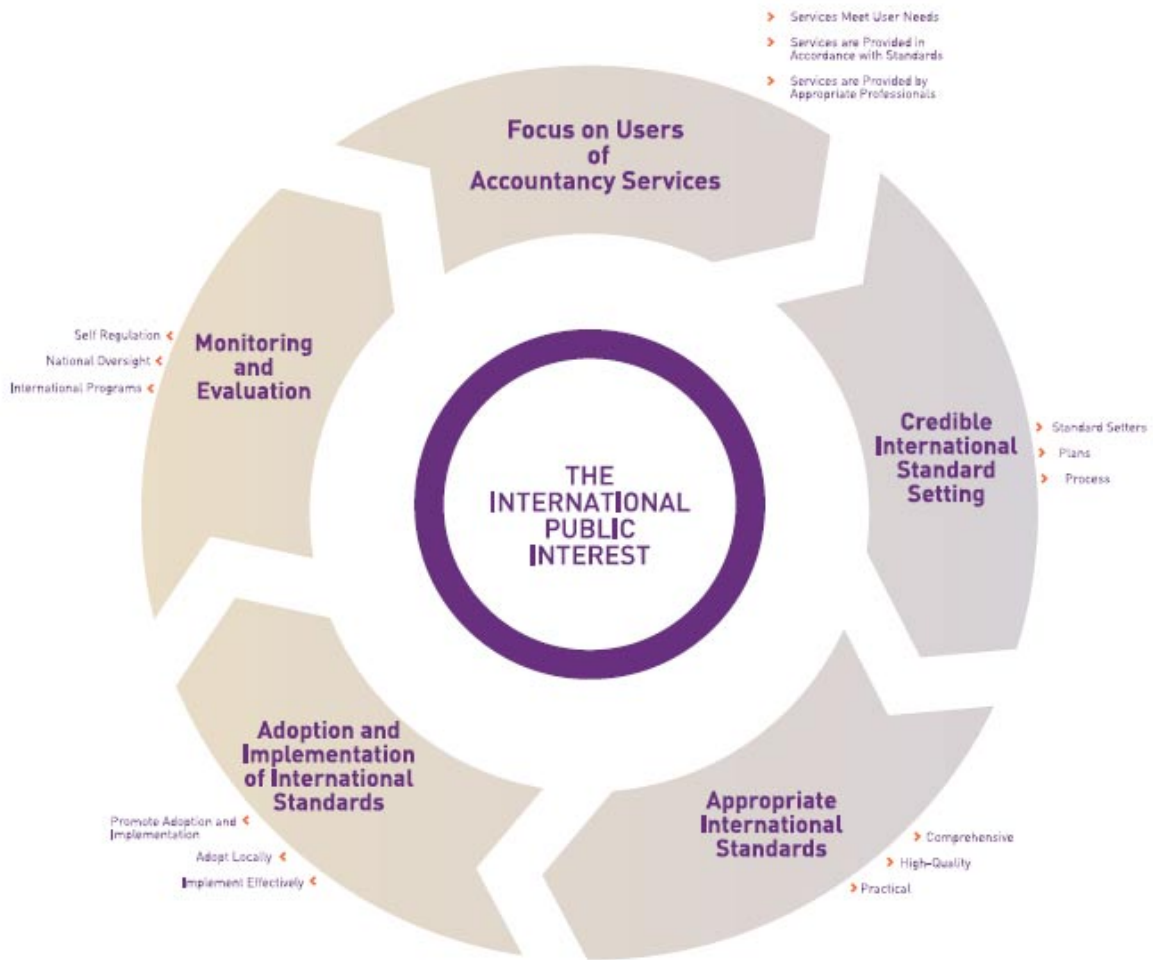 Services Meet User Needs
Services are Provided in
Accordance with Standards
Services are Provided by
Appropriate Professionals
Focus on Users
of
Accountancy Services
Credible
International
Standard
Setting
Standard Setters
Plans
Process
Appropriate
International
Standards
Comprehensive
High-Quality
Practical
Adoption and
Implementation
of International
Standards
Promote Adoption and
Implementation
Adopt Locally
Implement Effectively
Monitoring
and
Evaluation
Self Regulation
National Oversight
International Programs
THE
INTERNATIONAL
PUBLIC
INTEREST